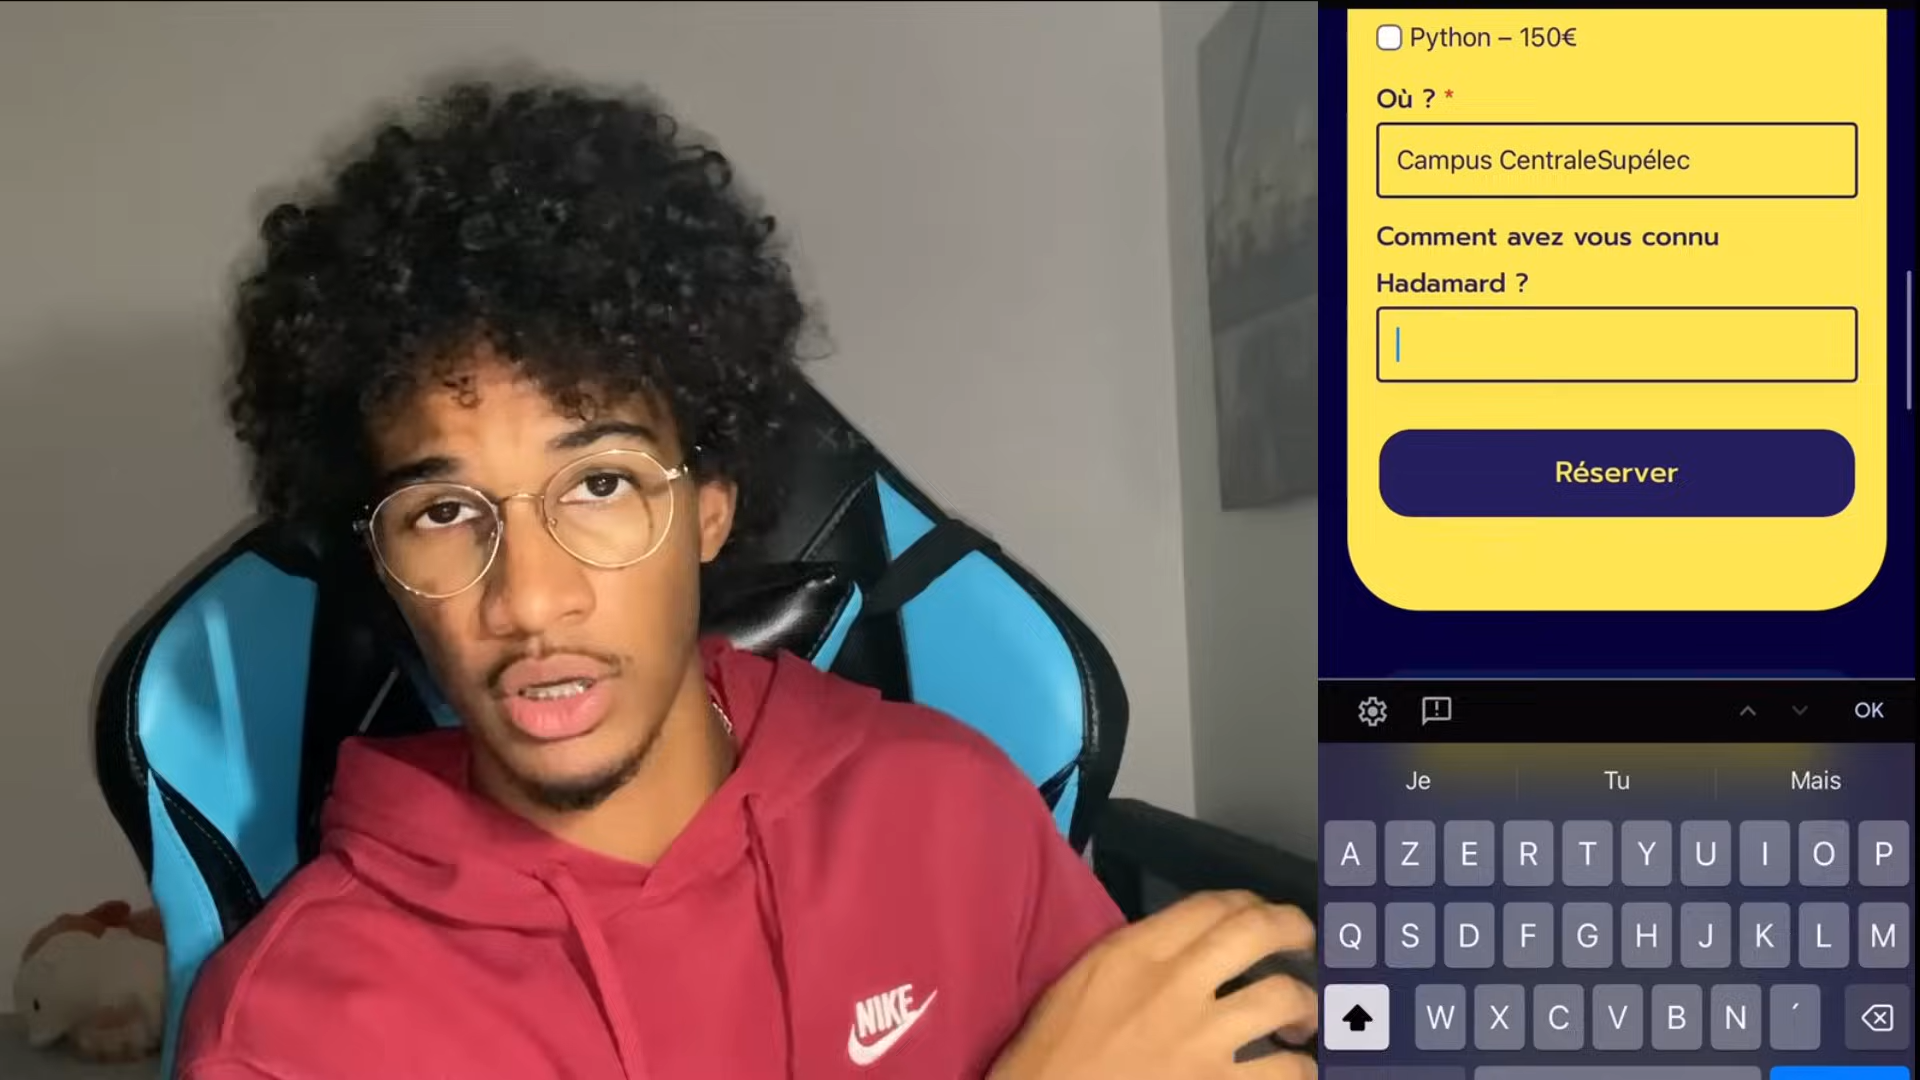 Python – 150€
Où ? *
Campus CentraleSupélec
Comment avez vous connu
Hadamard ?
Réserver
OK
Je Tu Mais
A Z E R T Y U I O P
Q S D F G H J K L M
W X C V B N ´
NIKE